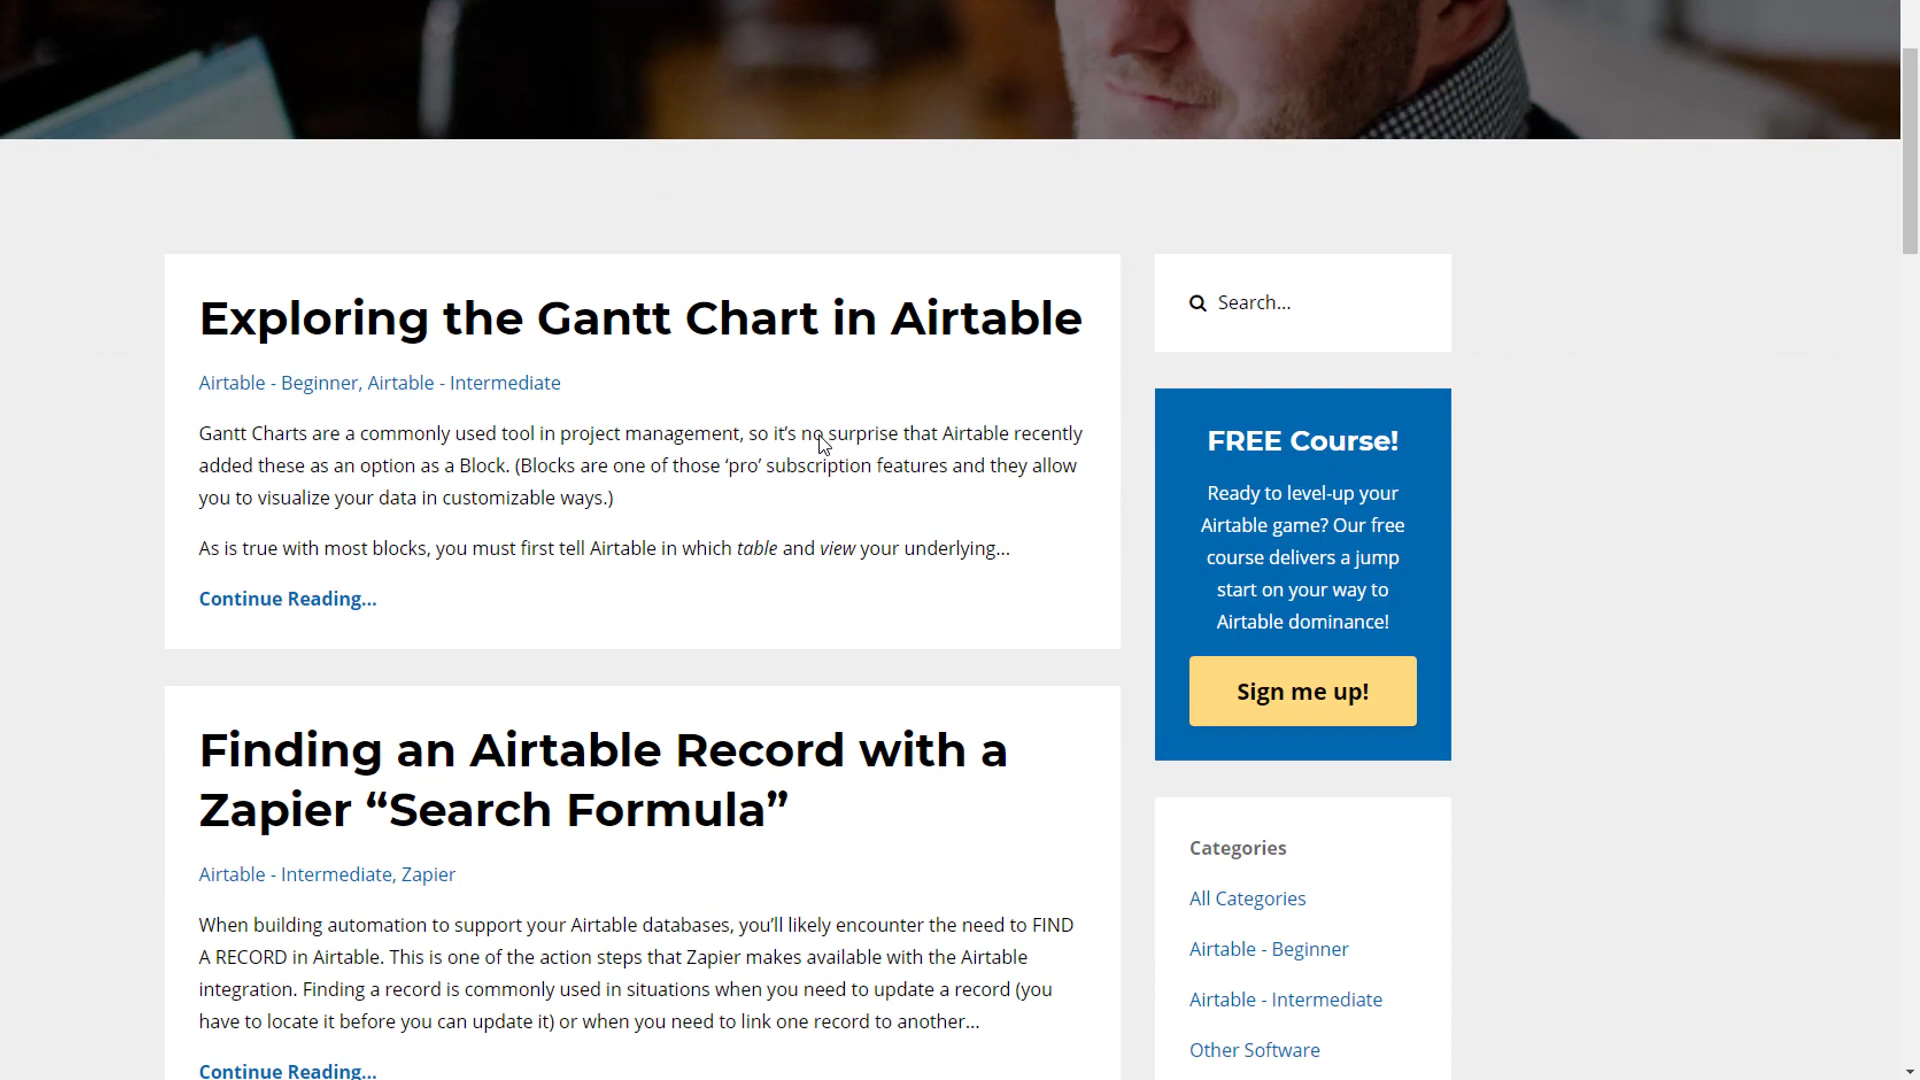 Exploring the Gantt Chart in Airtable
Airtable - Beginner, Airtable - Intermediate
Gantt Charts are a commonly used tool in project management, so it’s no surprise that Airtable recently
added these as an option as a Block. (Blocks are one of those ‘pro’ subscription features and they allow
you to visualize your data in customizable ways.)
As is true with most blocks, you must first tell Airtable in which table and view your underlying...
Continue Reading...
Finding an Airtable Record with a
Zapier “Search Formula”
Airtable - Intermediate, Zapier
When building automation to support your Airtable databases, you’ll likely encounter the need to FIND
A RECORD in Airtable. This is one of the action steps that Zapier makes available with the Airtable
integration. Finding a record is commonly used in situations when you need to update a record (you
have to locate it before you can update it) or when you need to link one record to another...
Continue Reading...
Search...
FREE Course!
Ready to level-up your
Airtable game? Our free
course delivers a jump
start on your way to
Airtable dominance!
Sign me up!
Categories
All Categories
Airtable - Beginner
Airtable - Intermediate
Other Software